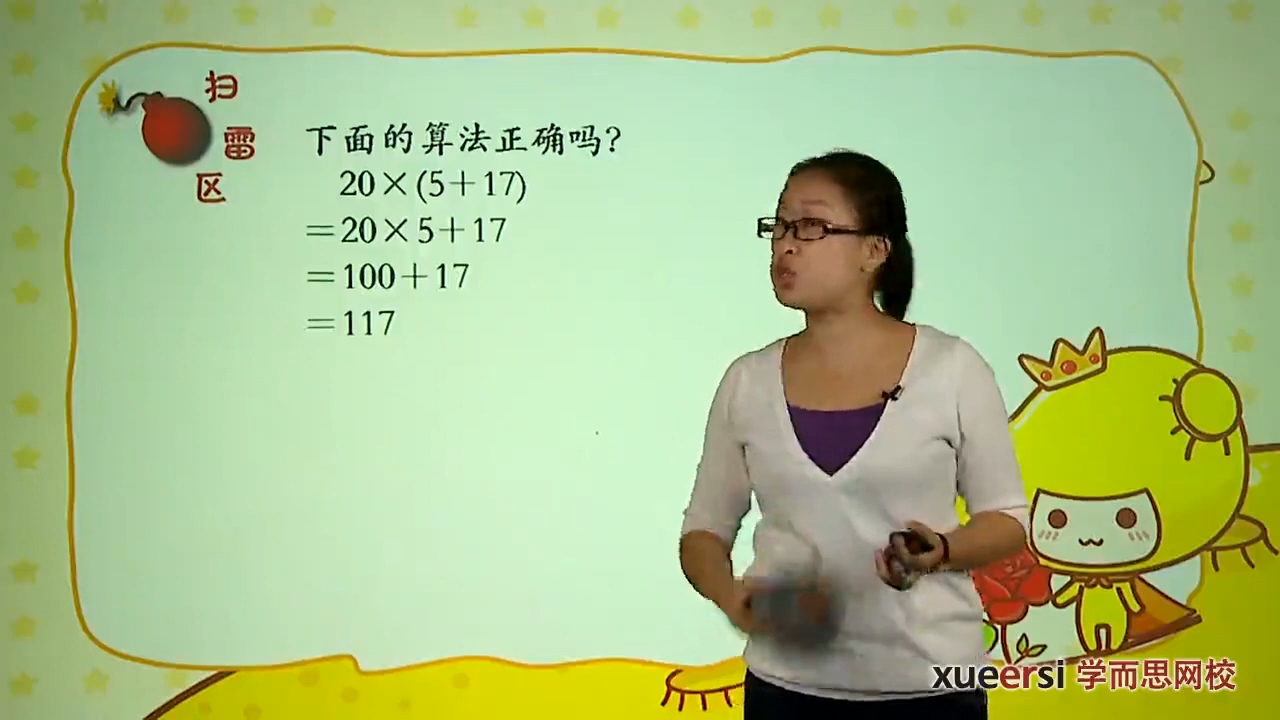 扫
雷
区
下面的算法正确吗?
20×(5+17)
=20×5+17
=100+17
=117
xueersi 学而思网校